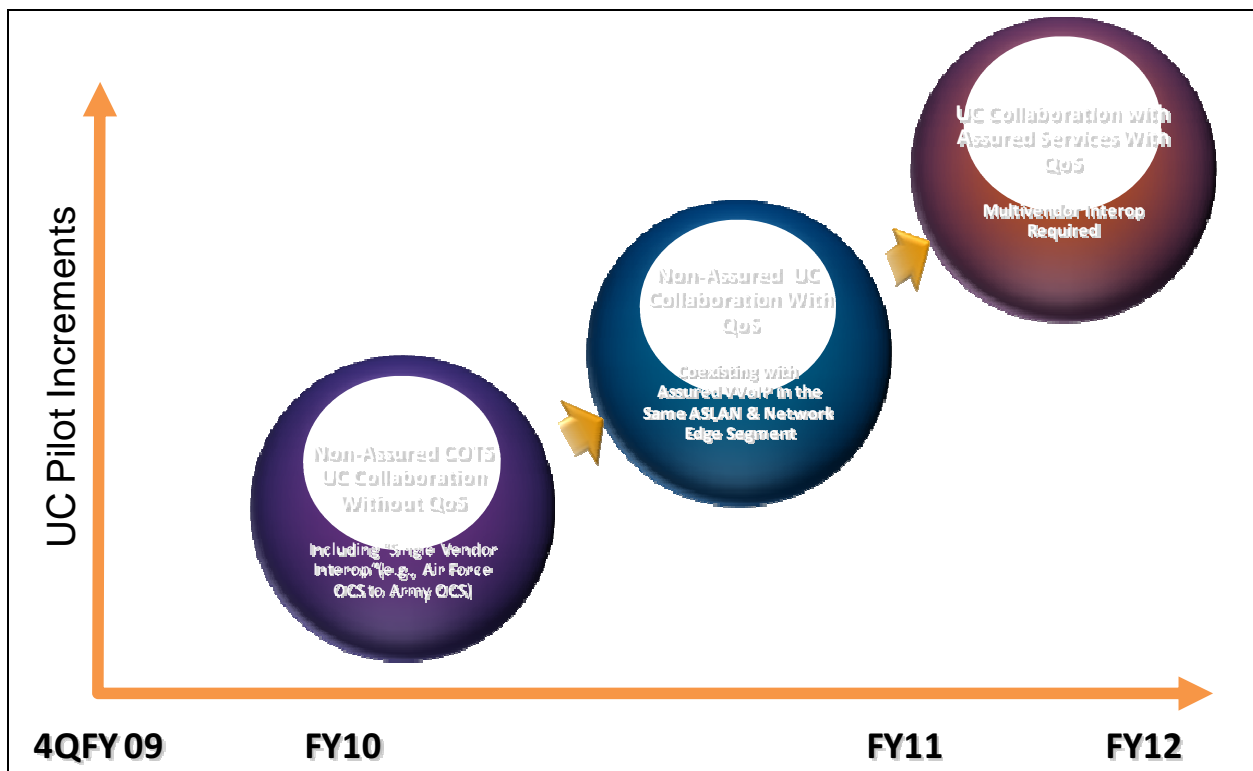 UC Pilot Increments
UC Collaboration with
Assured Services With
QoS
Multivendor Interop
Required
Non-Assured UC
Collaboration With
QoS
Coexisting with
Assured VVoIP in the
Same ASLAN & Network
Edge Segment
Non-Assured COTS
UC Collaboration
Without QoS
Including "Single Vendor
Interop" (e.g., Air Force
OCS to Army OCS)
4QFY 09
FY10
FY11
FY12